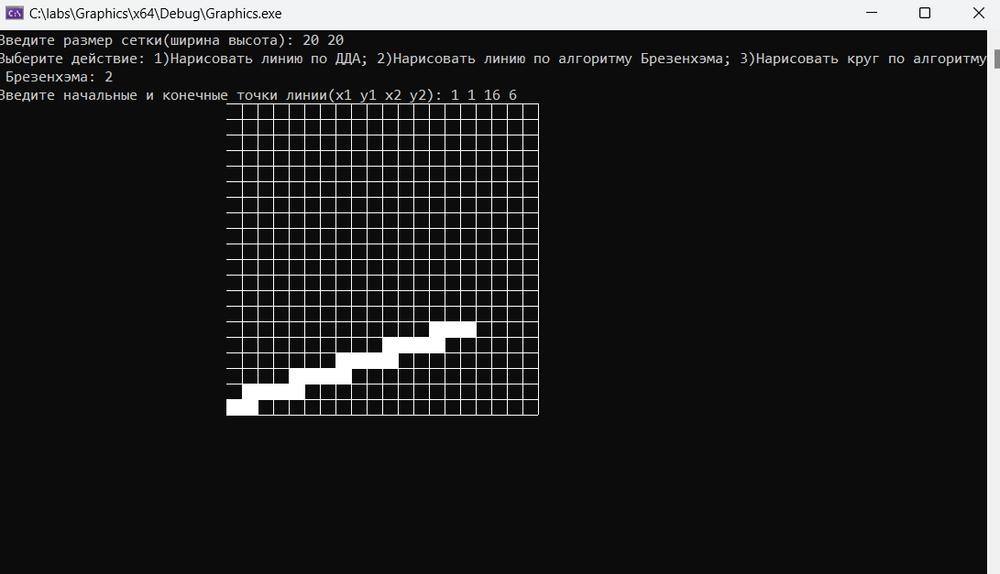 C:\labs\Graphics\x64\Debug\Graphics.exe
Введите размер сетки(ширина высота): 20 20
Выберите действие: 1)Нарисовать линию по ДДА; 2)Нарисовать линию по алгоритму Брезенхэма; 3)Нарисовать круг по алгоритму
Брезенхэма: 2
Введите начальные и конечные точки линии(x1 y1 x2 y2): 1 1 16 6